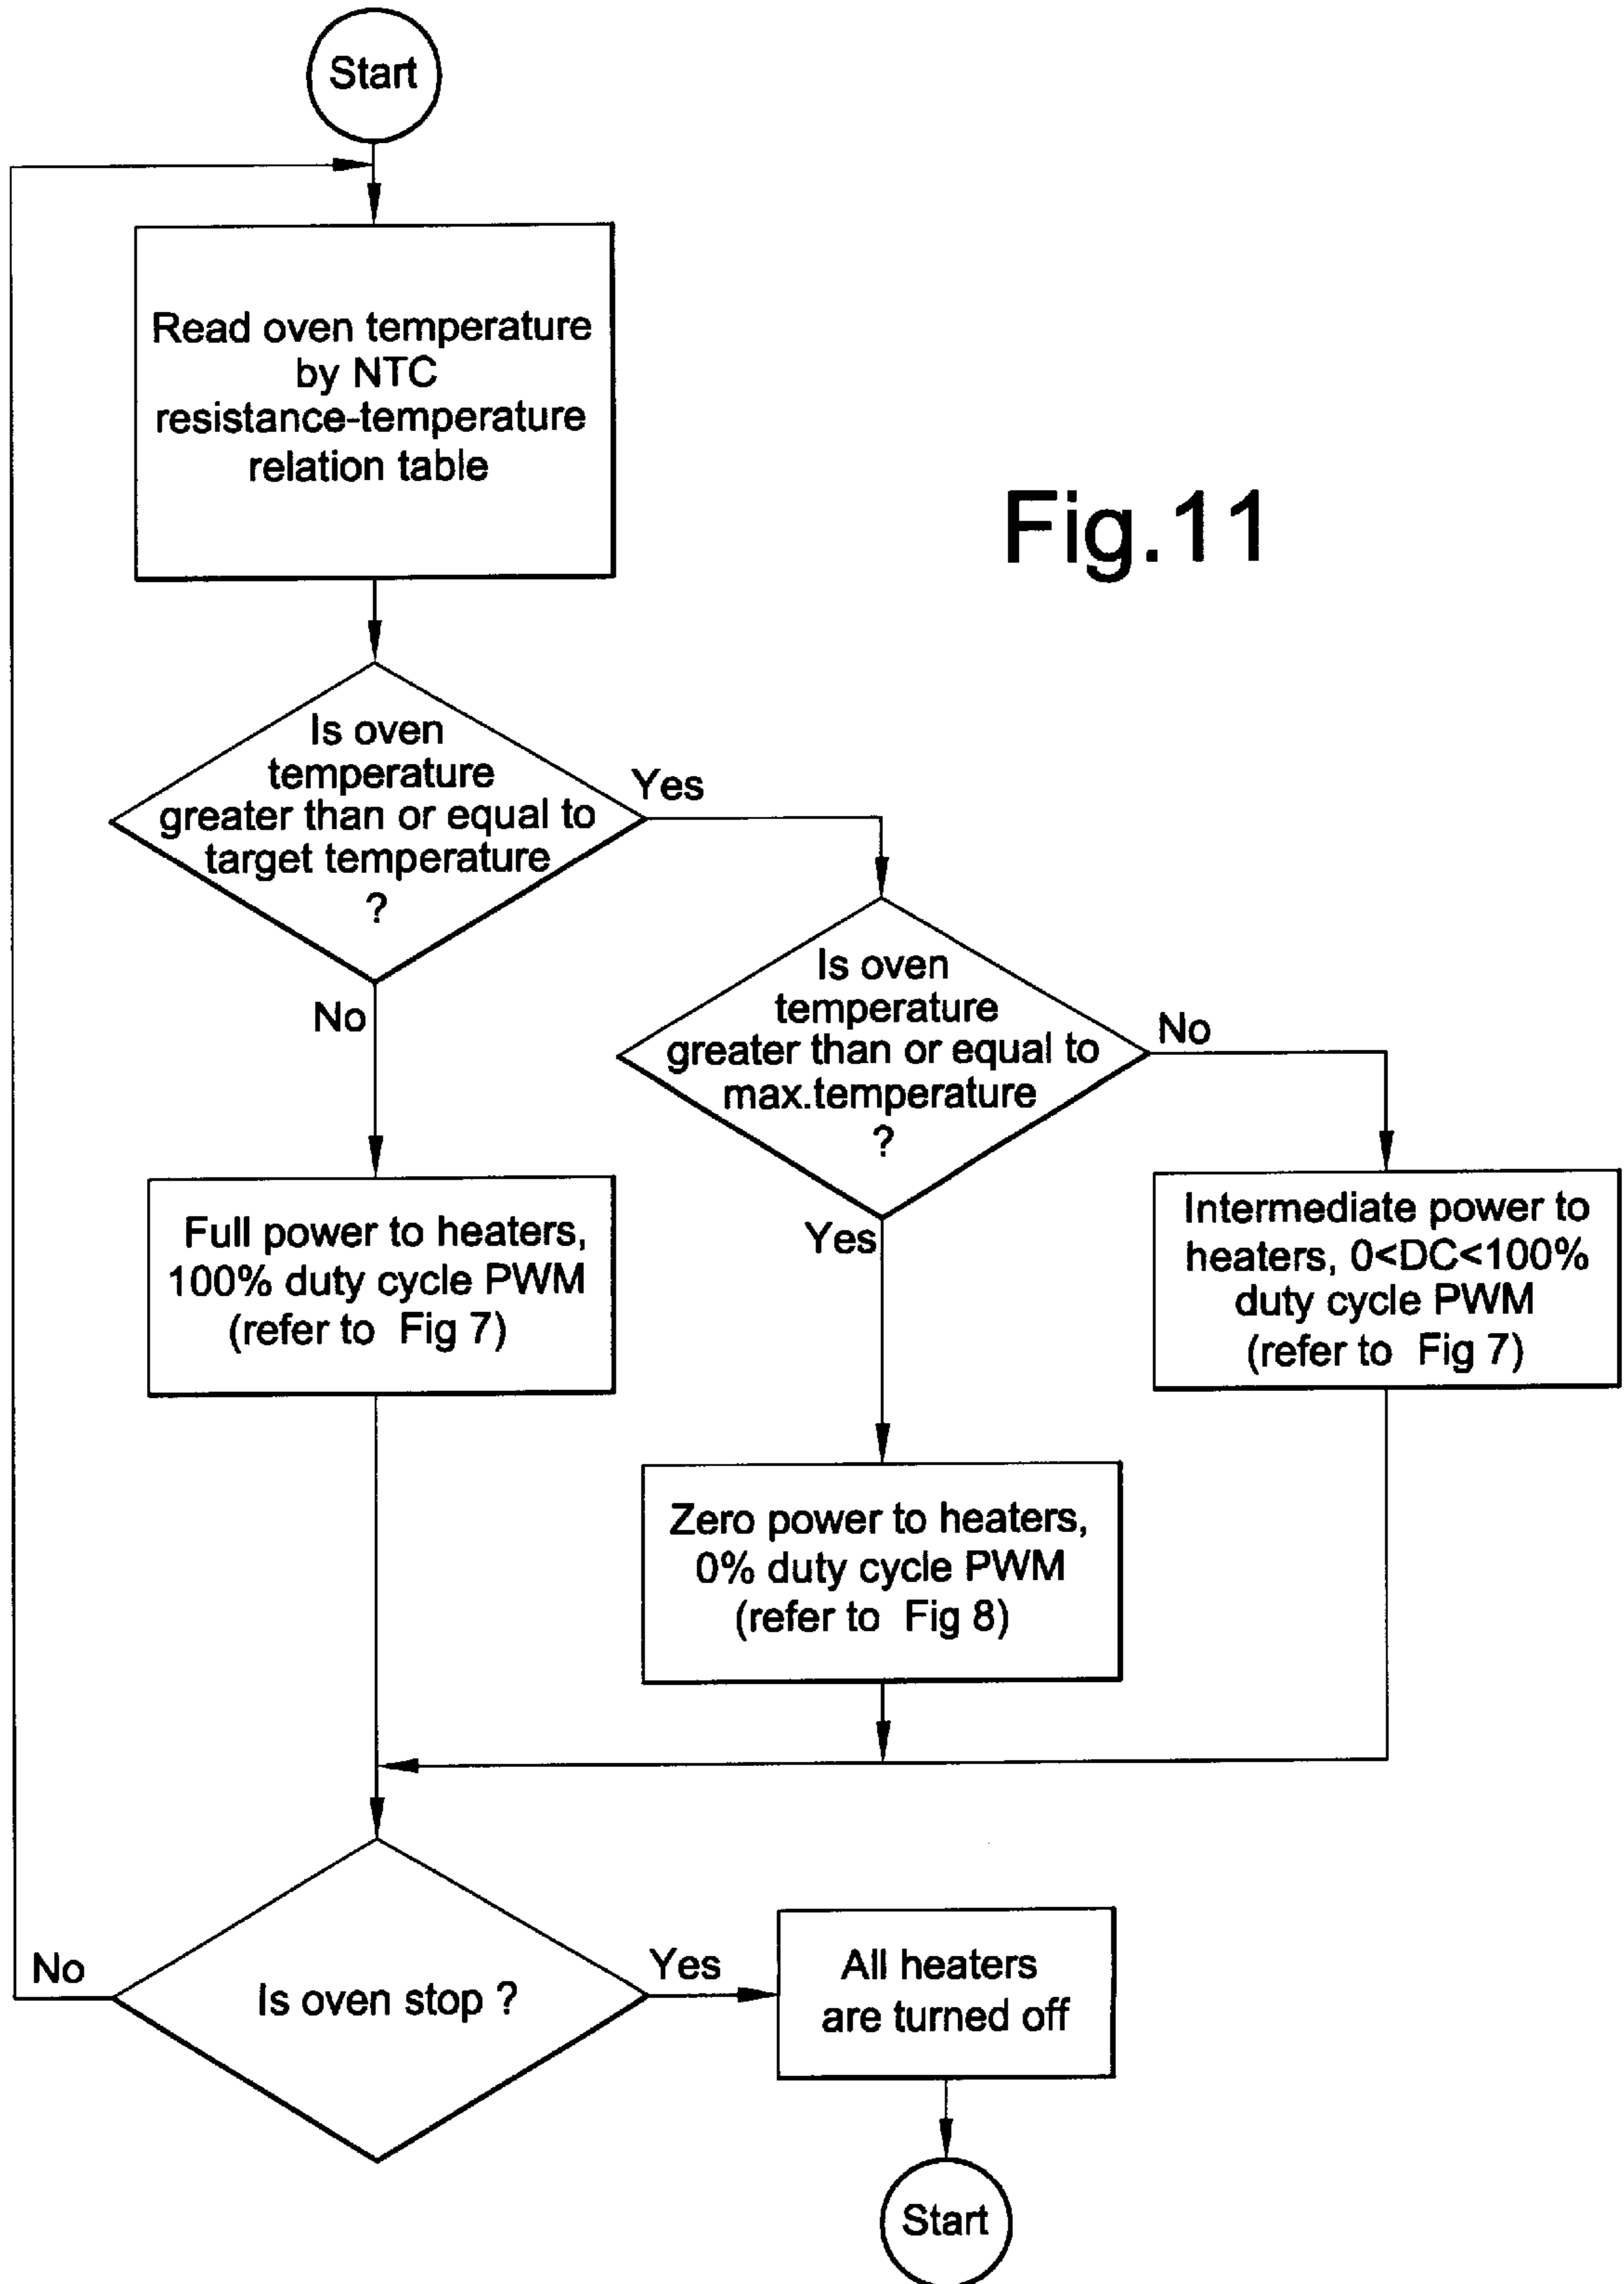 Start
Read oven temperature
by NTC
resistance-temperature
relation table
Fig.11
Is oven
temperature
greater than or equal to
target temperature
?
Yes
No
Is oven
temperature
greater than or equal to
max.temperature
?
No
Yes
Full power to heaters,
100% duty cycle PWM
(refer to Fig 7)
Intermediate power to
heaters, 0<DC<100%
duty cycle PWM
(refer to Fig 7)
Zero power to heaters,
0% duty cycle PWM
(refer to Fig 8)
Is oven stop ?
No
Yes
All heaters
are turned off
Start